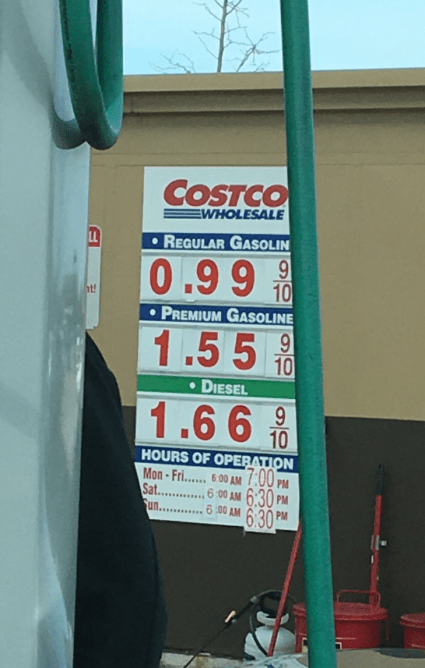 COSTCO
WHOLESALE
• REGULAR GASOLIN
0.99 9/10
• PREMIUM GASOLINE
1.55 9/10
• DIESEL
1.66 9/10
HOURS OF OPERATION
Mon - Fri...... 6:00 AM 7:00 PM
Sat............ 6:00 AM 6:30 PM
Sun............ 6:00 AM 6:30 PM